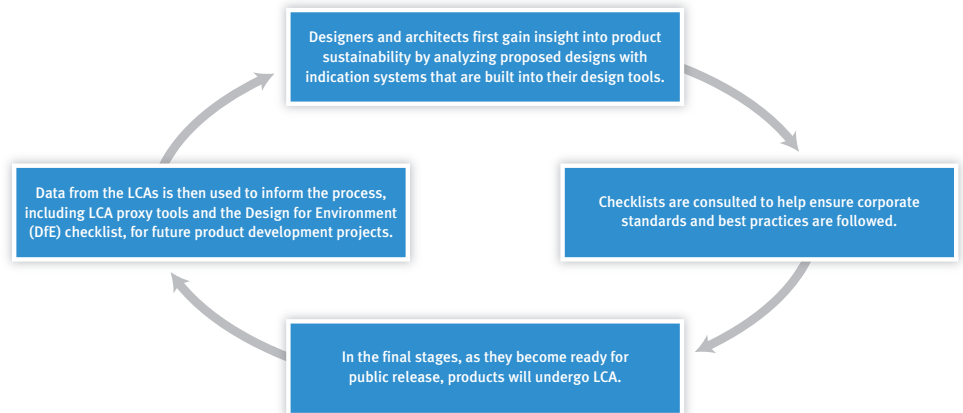 Designers and architects first gain insight into product
sustainability by analyzing proposed designs with
indication systems that are built into their design tools.
Checklists are consulted to help ensure corporate
standards and best practices are followed.
In the final stages, as they become ready for
public release, products will undergo LCA.
Data from the LCAs is then used to inform the process,
including LCA proxy tools and the Design for Environment
(DfE) checklist, for future product development projects.